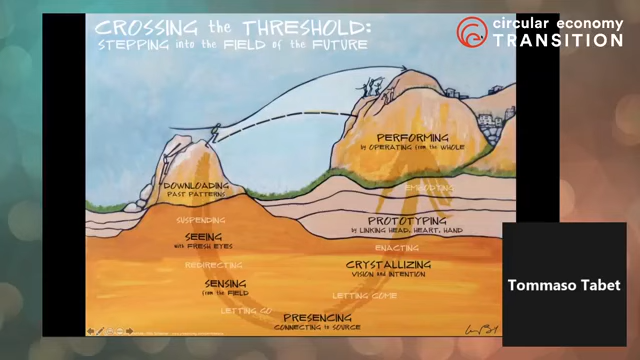 CROSSING the THRESHOLD:
STEPPING into the FIELD of the FUTURE
circular economy
TRANSITION
PERFORMING
by OPERATING from the WHOLE
DOWNLOADING
PAST PATTERNS
EMBODYING
SUSPENDING
PROTOTYPING
by LINKING HEAD, HEART, HAND
SEEING
with FRESH EYES
ENACTING
REDIRECTING
CRYSTALLIZING
VISION and INTENTION
SENSING
from the FIELD
LETTING COME
LETTING GO
PRESENCING
CONNECTING to SOURCE
Tommaso Tabet